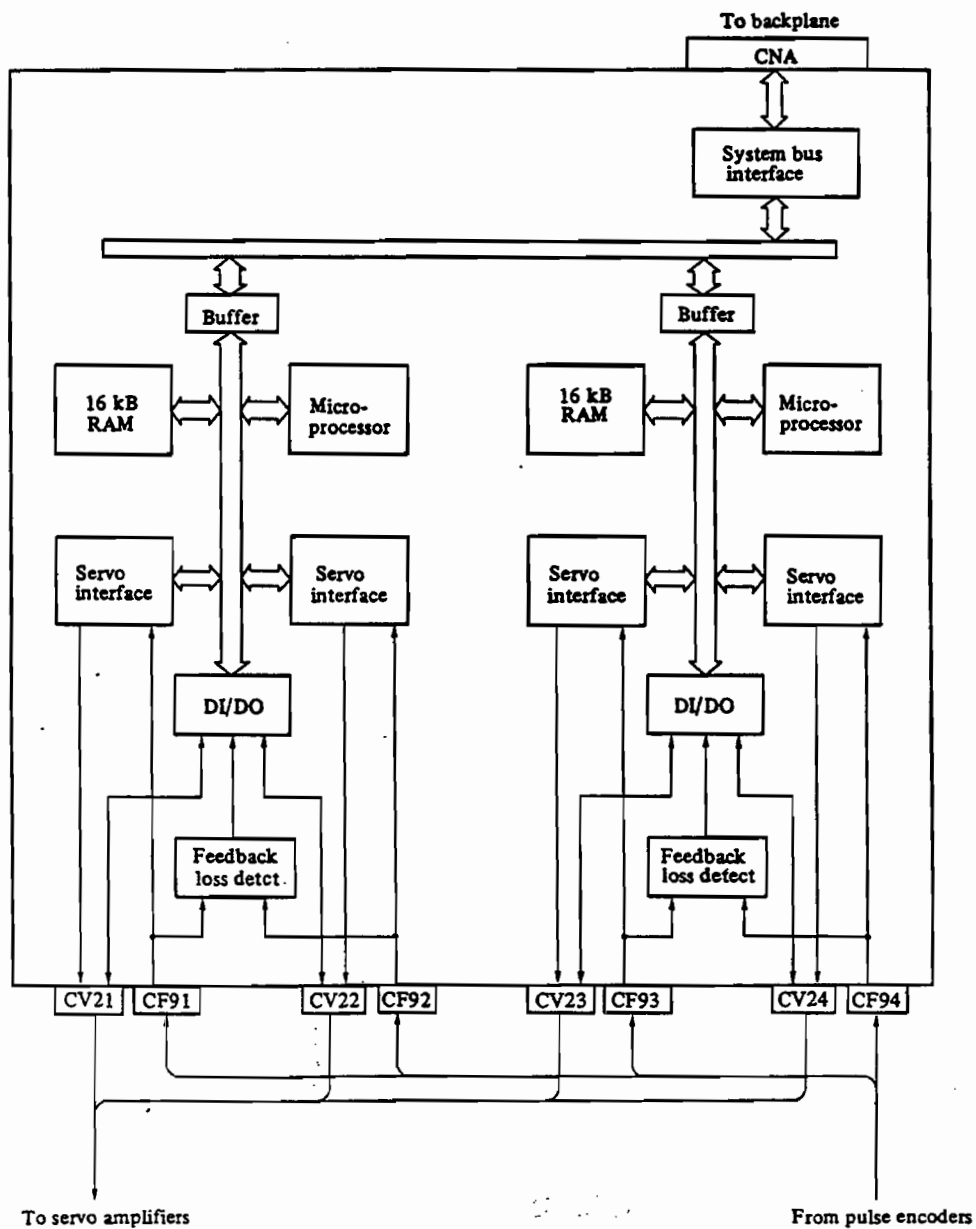 To backplane
CNA
System bus
interface
Buffer
Buffer
16 kB
RAM
Micro-
processor
16 kB
RAM
Micro-
processor
Servo
interface
Servo
interface
Servo
interface
Servo
interface
DI/DO
DI/DO
Feedback
loss detct.
Feedback
loss detect
CV21
CF91
CV22
CF92
CV23
CF93
CV24
CF94
To servo amplifiers
From pulse encoders